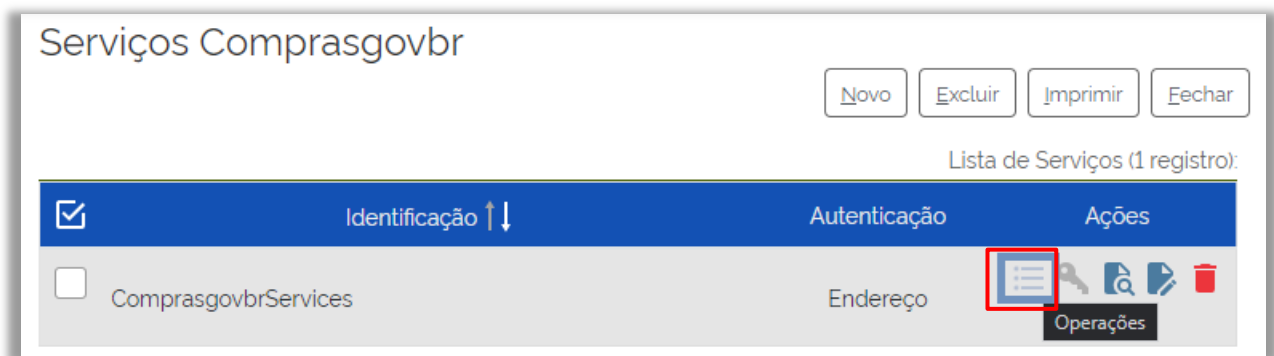 Serviços Comprasgovbr
Novo Excluir Imprimir Fechar
Lista de Serviços (1 registro):
Identificação Autenticação Ações
ComprasgovbrServices Endereço
Operações